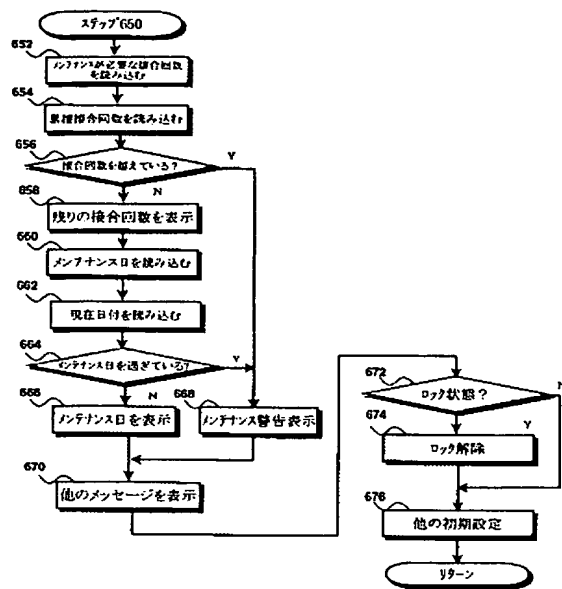 ステップ650
652
メンテナンスが必要な接合回数
を読み込む
654
累積接合回数を読み込む
656
接合回数を超えている?
Y
N
658
残りの接合回数を表示
660
メンテナンス日を読み込む
662
現在日付を読み込む
664
メンテナンス日を過ぎている?
Y
N
666
メンテナンス日を表示
668
メンテナンス警告表示
670
他のメッセージを表示
672
ロック状態?
N
Y
674
ロック解除
676
他の初期設定
リターン